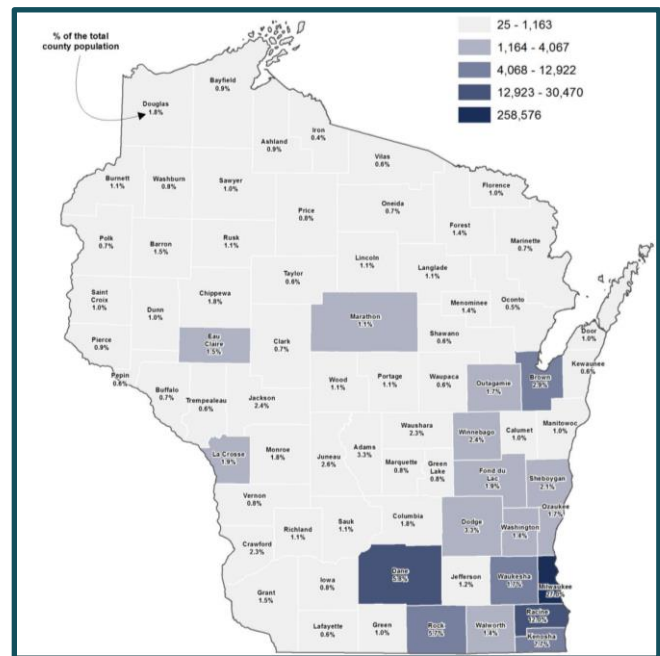 % of the total
county population
25 - 1,163
1,164 - 4,067
4,068 - 12,922
12,923 - 30,470
258,576
Bayfield
0.9%
Douglas
1.8%
Iron
0.4%
Ashland
0.9%
Vilas
0.6%
Burnett
1.1%
Washburn
0.8%
Sawyer
1.0%
Florence
1.0%
Price
0.8%
Oneida
0.7%
Forest
1.4%
Marinette
0.7%
Polk
0.7%
Barron
1.5%
Rusk
1.1%
Lincoln
1.1%
Langlade
1.1%
Taylor
0.6%
Saint
Croix
1.0%
Dunn
1.0%
Chippewa
1.8%
Menominee
1.4%
Oconto
0.5%
Marathon
1.1%
Door
1.0%
Eau
Claire
1.5%
Clark
0.7%
Shawano
0.6%
Pierce
0.9%
Kewaunee
0.6%
Pepin
0.6%
Buffalo
0.7%
Trempealeau
0.6%
Jackson
2.4%
Wood
1.1%
Portage
1.1%
Waupaca
0.6%
Outagamie
1.7%
Brown
Waushara
2.3%
Winnebago
2.4%
Calumet
1.0%
Manitowoc
1.0%
La Crosse
1.9%
Monroe
1.8%
Juneau
2.6%
Adams
3.3%
Marquette
0.8%
Green
Lake
0.8%
Fond du
Lac
1.9%
Sheboygan
2.1%
Vernon
0.8%
Ozaukee
1.7%
Crawford
2.3%
Richland
1.1%
Sauk
1.1%
Columbia
1.8%
Dodge
3.3%
Washington
Dane
Jefferson
1.2%
Waukesha
Milwaukee
Grant
1.5%
Iowa
Lafayette
0.6%
Green
1.0%
Rock
Walworth
1.4%
Racine
Kenosha